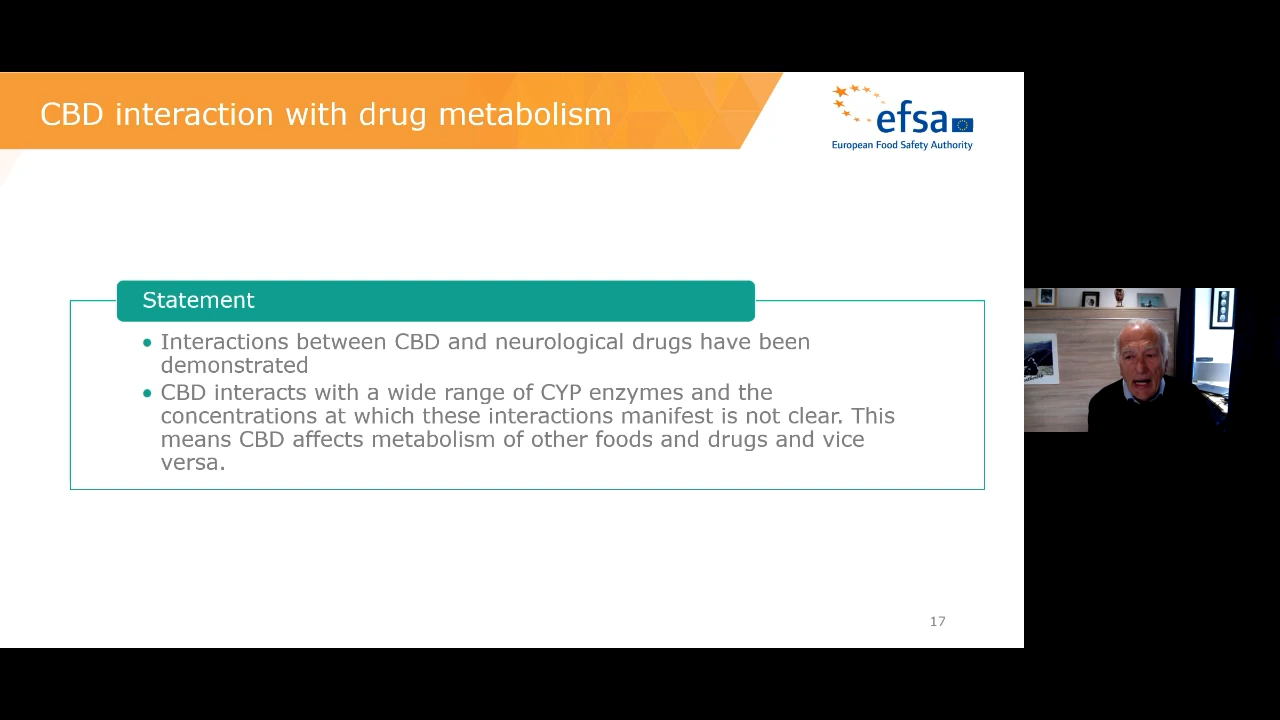 CBD interaction with drug metabolism
efsa
European Food Safety Authority
Statement
• Interactions between CBD and neurological drugs have been
demonstrated
• CBD interacts with a wide range of CYP enzymes and the
concentrations at which these interactions manifest is not clear. This
means CBD affects metabolism of other foods and drugs and vice
versa.
17